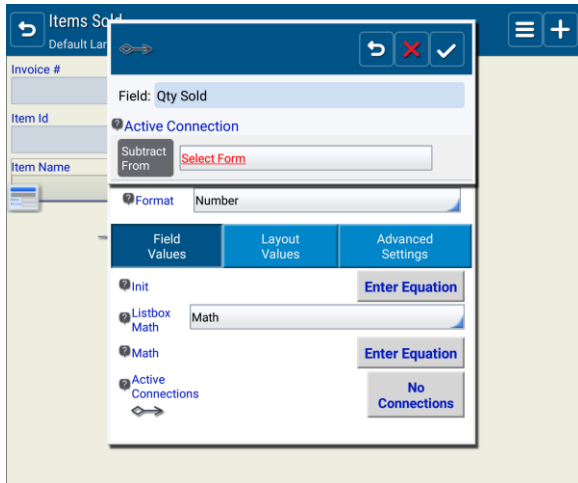 Items Sold
Default Lar
Invoice #
Item Id
Item Name
Field: Qty Sold
Active Connection
Subtract
From
Select Form
Format
Number
Field
Values
Layout
Values
Advanced
Settings
Init
Enter Equation
Listbox
Math
Math
Math
Enter Equation
Active
Connections
No
Connections